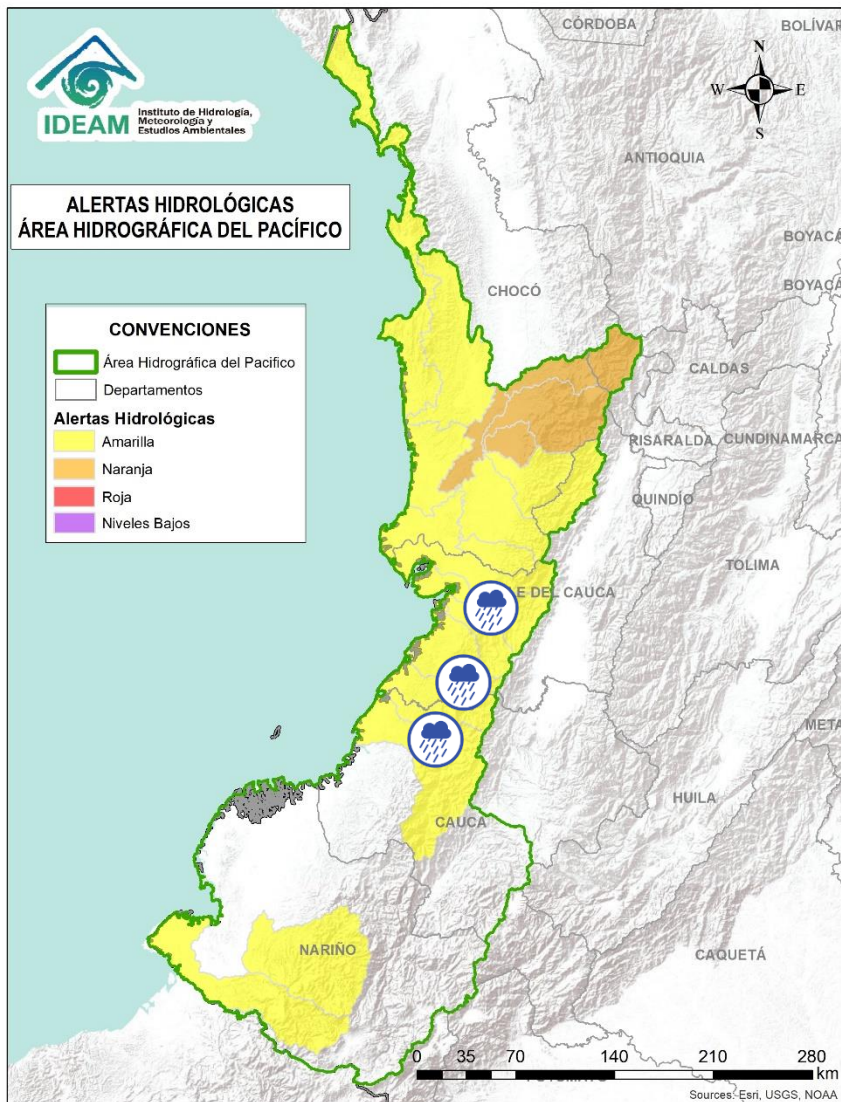 CÓRDOBA
BOLÍVAR
IDEAM
Instituto de Hidrología,
Meteorología y
Estudios Ambientales
N
W E
S
ANTIOQUIA
ALERTAS HIDROLÓGICAS
ÁREA HIDROGRÁFICA DEL PACÍFICO
BOYACÁ
BOYACÁ
CHOCÓ
CONVENCIONES
Área Hidrográfica del Pacifico
Departamentos
Alertas Hidrológicas
Amarilla
Naranja
Roja
Niveles Bajos
CALDAS
RISARALDA
CUNDINAMARCA
QUINDÍO
TOLIMA
LE DEL CAUCA
META
HUILA
CAUCA
NARIÑO
CAQUETÁ
0 35 70 140 210 280
km
Sources: Esri, USGS, NOAA